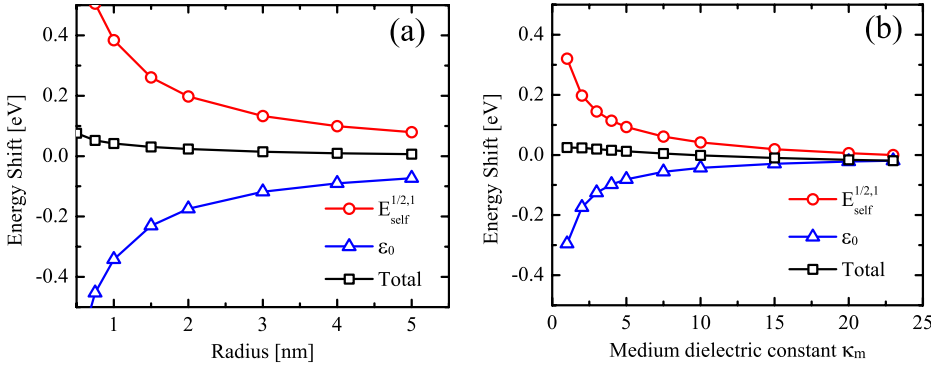 (a)
Energy Shift [eV]
0.4
0.2
0.0
-0.2
-0.4
E^{1/2,1}_{self}
ε₀
Total
1 2 3 4 5
Radius [nm]
(b)
Energy Shift [eV]
0.4
0.2
0.0
-0.2
-0.4
E^{1/2,1}_{self}
ε₀
Total
0 5 10 15 20 25
Medium dielectric constant κₘ